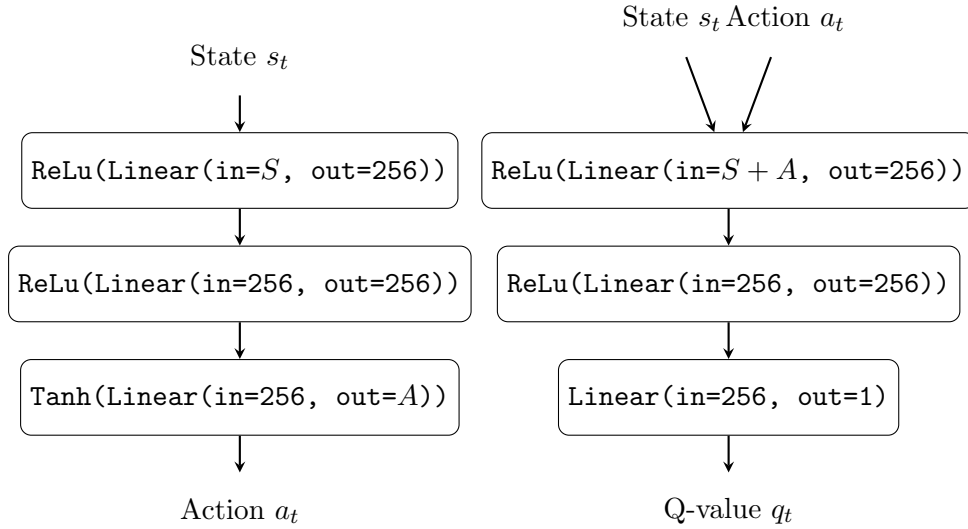 State $s_t$
ReLu(Linear(in=$S$, out=256))
ReLu(Linear(in=256, out=256))
Tanh(Linear(in=256, out=$A$))
Action $a_t$
State $s_t$ Action $a_t$
ReLu(Linear(in=$S + A$, out=256))
ReLu(Linear(in=256, out=256))
Linear(in=256, out=1)
Q-value $q_t$